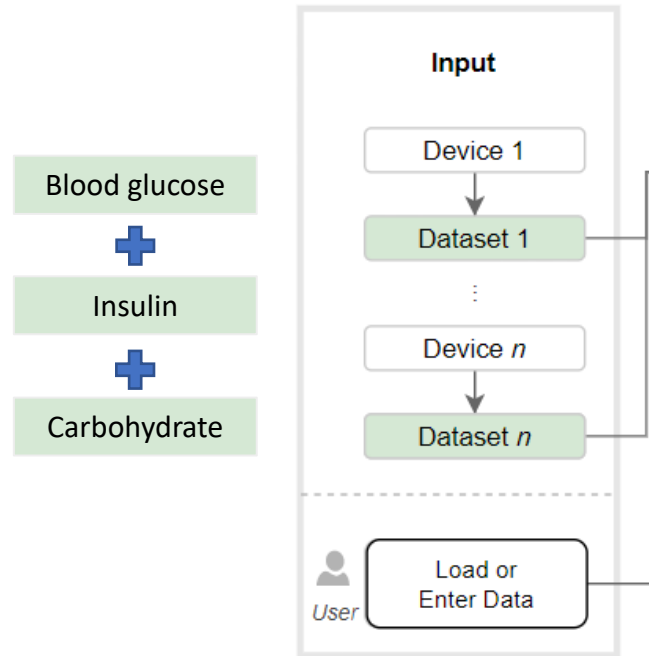 Blood glucose
Insulin
Carbohydrate
Input
Device 1
Dataset 1
⋮
Device n
Dataset n
User
Load or
Enter Data